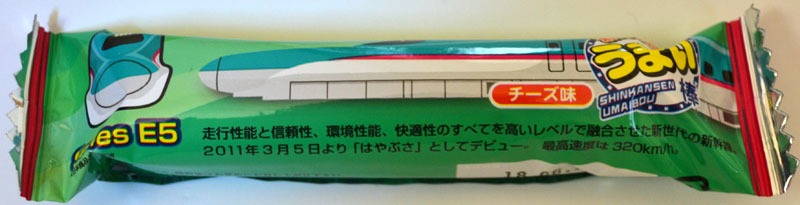 うまい棒
SHINKANSEN
UMAIBOU
チーズ味
ies E5
走行性能と信頼性、環境性能、快適性のすべてを高いレベルで融合させた新世代の新幹線。
2011年3月5日より「はやぶさ」としてデビュー。 最高速度は320km/h。